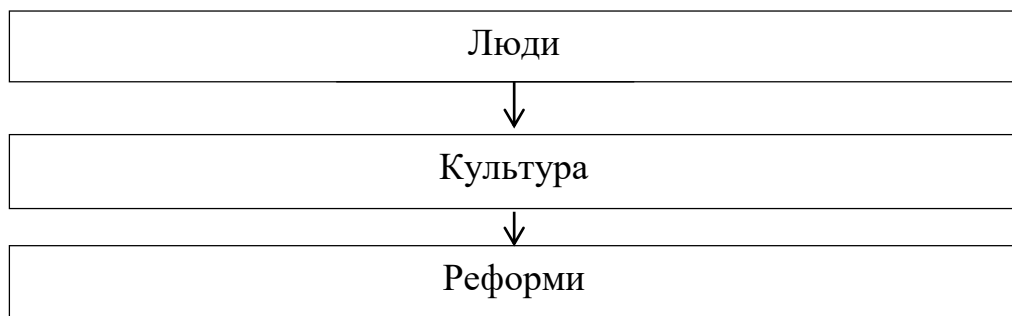 Люди
Культура
Реформи